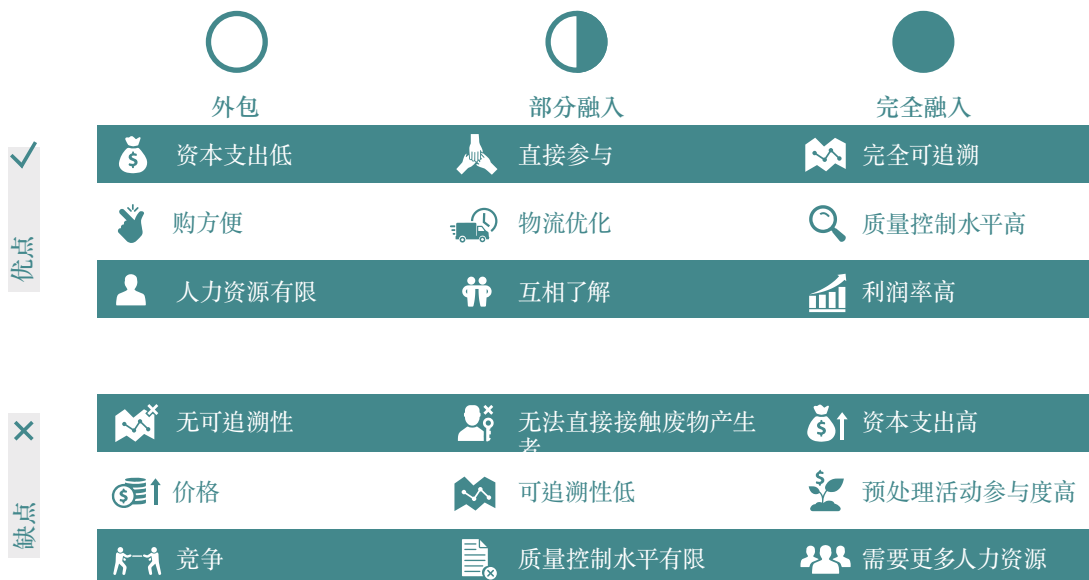 外包
部分融入
完全融入
优点
资本支出低
直接参与
完全可追溯
购方便
物流优化
质量控制水平高
人力资源有限
互相了解
利润率高
缺点
无可追溯性
无法直接接触废物产生
者
资本支出高
价格
可追溯性低
预处理活动参与度高
竞争
质量控制水平有限
需要更多人力资源